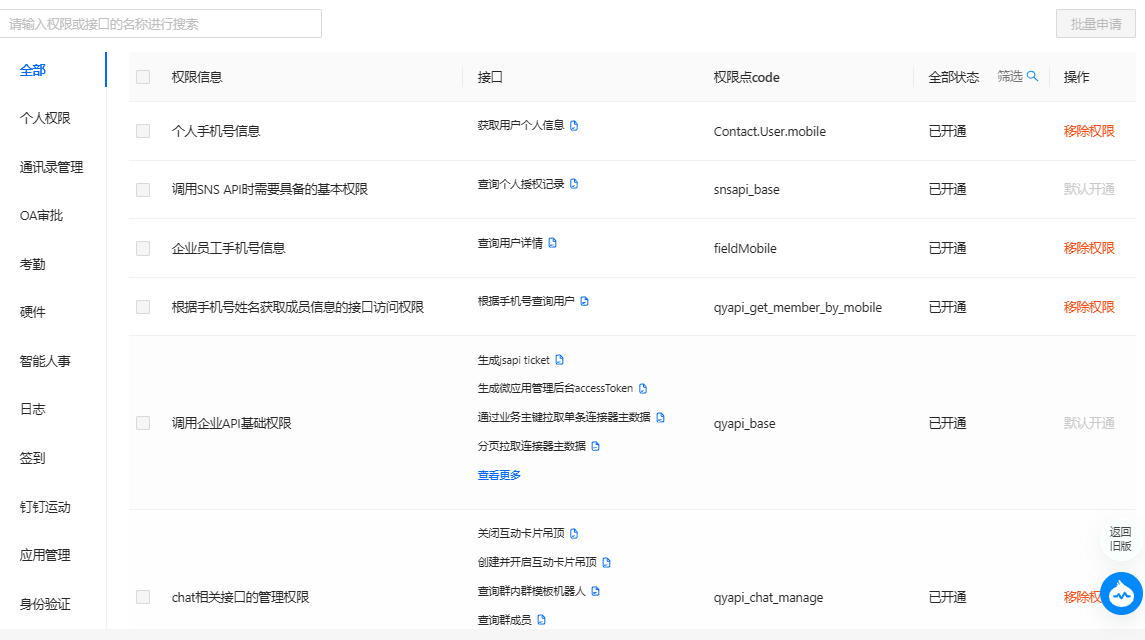 请输入权限或接口的名称进行搜索
批量申请
全部
个人权限
通讯录管理
OA审批
考勤
硬件
智能人事
日志
签到
钉钉运动
应用管理
身份验证
权限信息 接口 权限点code 全部状态 筛选 操作
个人手机号信息 获取用户个人信息 Contact.User.mobile 已开通 移除权限
调用SNS API时需要具备的基本权限 查询个人授权记录 snsapi_base 已开通 默认开通
企业员工手机号信息 查询用户详情 fieldMobile 已开通 移除权限
根据手机号姓名获取成员信息的接口访问权限 根据手机号查询用户 qyapi_get_member_by_mobile 已开通 移除权限
生成jsapi ticket
生成微应用管理后台accessToken
通过业务主键拉取单条连接器主数据
调用企业API基础权限 qyapi_base 已开通 默认开通
分页拉取连接器主数据
查看更多
关闭互动卡片吊顶
创建并开启互动卡片吊顶
查询群内群模板机器人
chat相关接口的管理权限 qyapi_chat_manage 已开通 移除权
查询群成员
返回
旧版